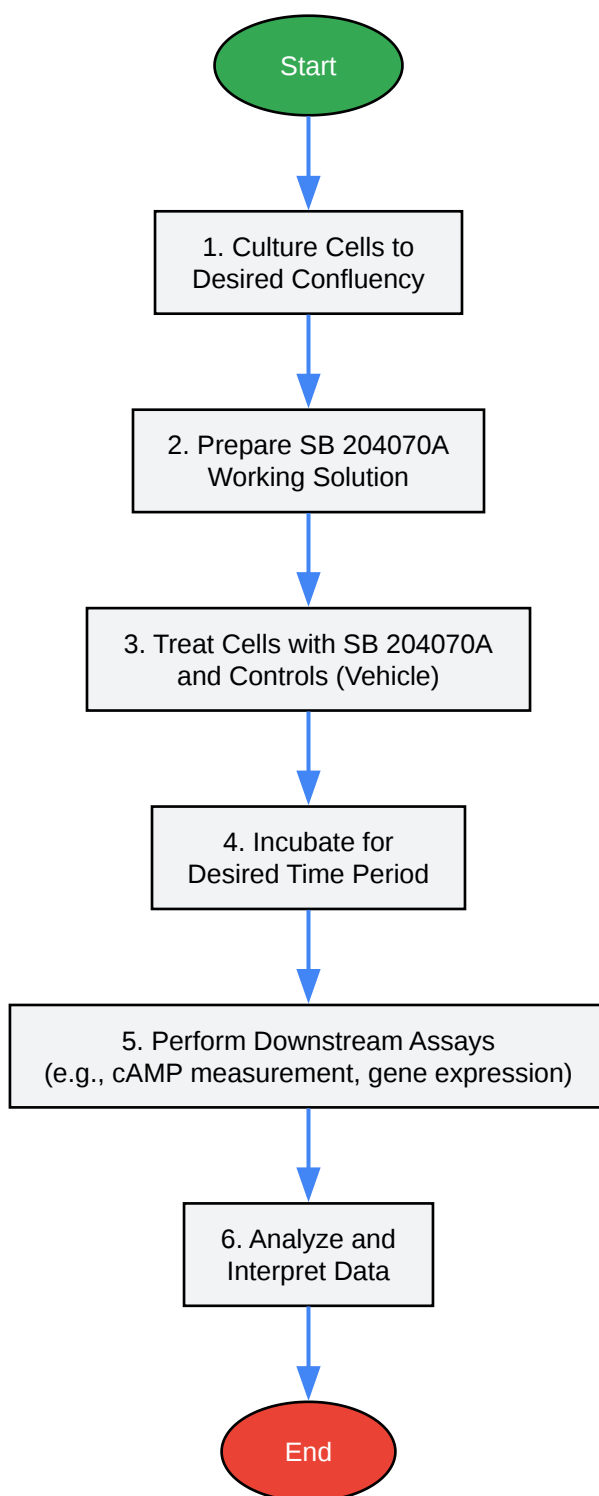 Start
1. Culture Cells to
Desired Confluency
2. Prepare SB 204070A
Working Solution
3. Treat Cells with SB 204070A
and Controls (Vehicle)
4. Incubate for
Desired Time Period
5. Perform Downstream Assays
(e.g., cAMP measurement, gene expression)
6. Analyze and
Interpret Data
End